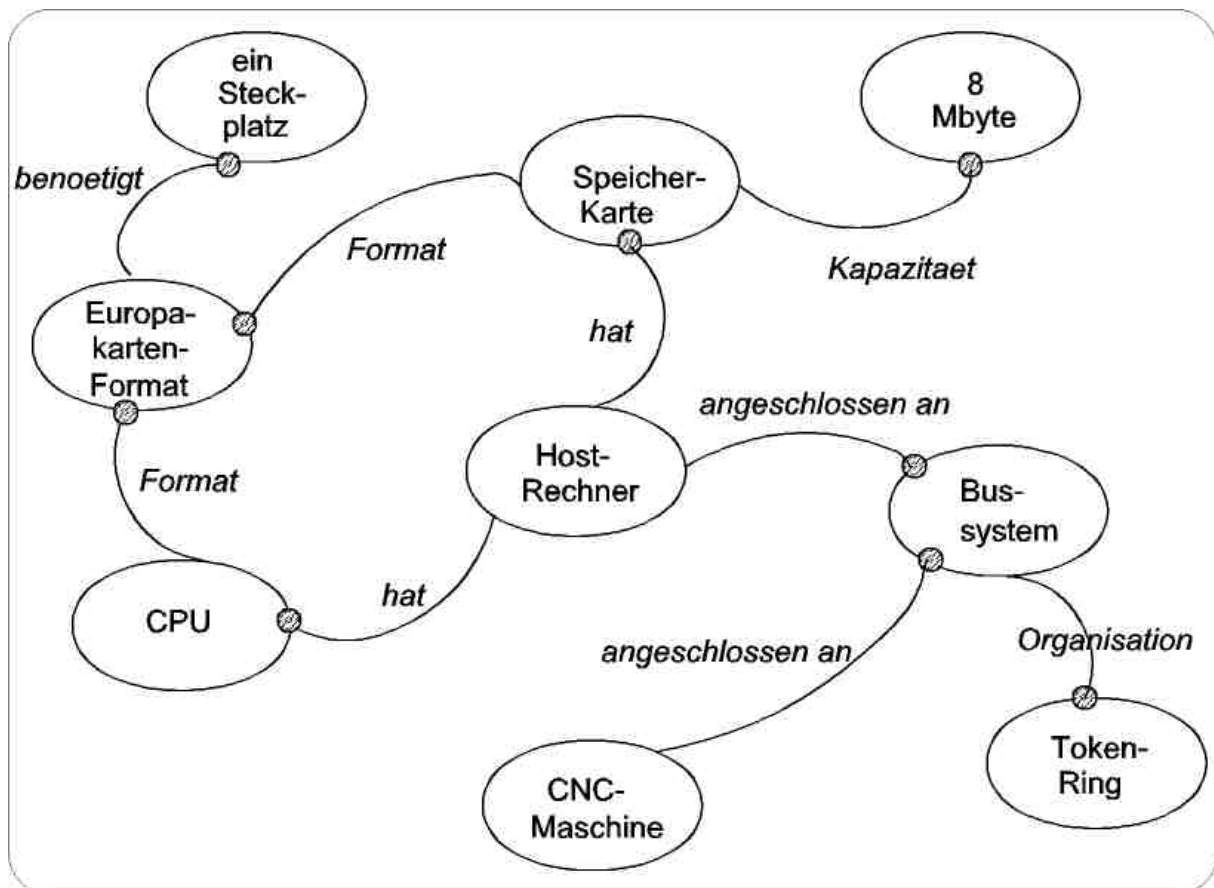 ein
Steck-
platz
8
Mbyte
benoetigt
Speicher-
Karte
Format
Kapazitaet
Europa-
karten-
Format
hat
angeschlossen an
Host-
Rechner
Format
Bus-
system
hat
CPU
angeschlossen an
Organisation
Token-
Ring
CNC-
Maschine